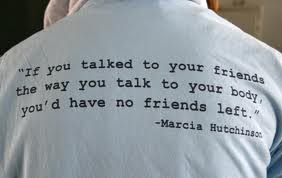 "If you talked to your friends
the way you talk to your body,
you'd have no friends left."
-Marcia Hutchinson